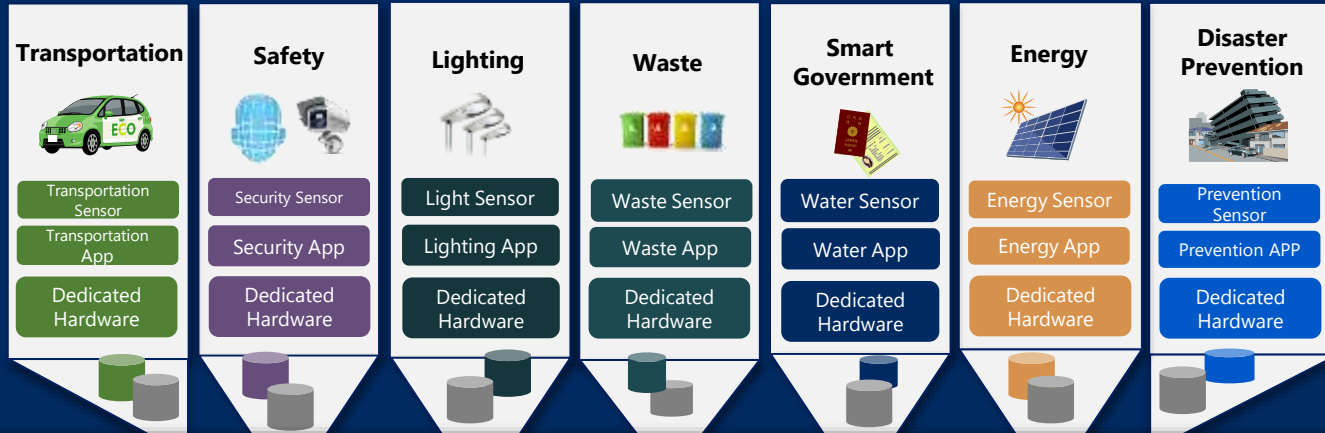 Transportation
ECO
Transportation
Sensor
Transportation
App
Dedicated
Hardware
Safety
Security Sensor
Security App
Dedicated
Hardware
Lighting
Light Sensor
Lighting App
Dedicated
Hardware
Waste
Waste Sensor
Waste App
Dedicated
Hardware
Smart
Government
Water Sensor
Water App
Dedicated
Hardware
Energy
Energy Sensor
Energy App
Dedicated
Hardware
Disaster
Prevention
Prevention
Sensor
Prevention APP
Dedicated
Hardware